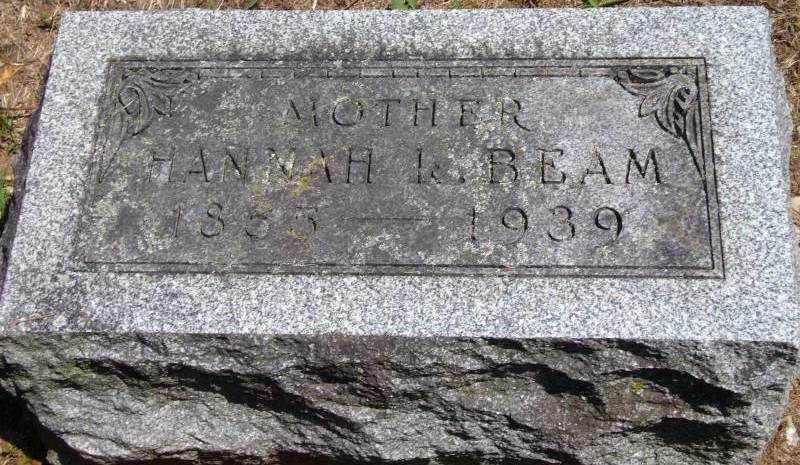 MOTHER
HANNAH L. BEAM
1853 — 1939